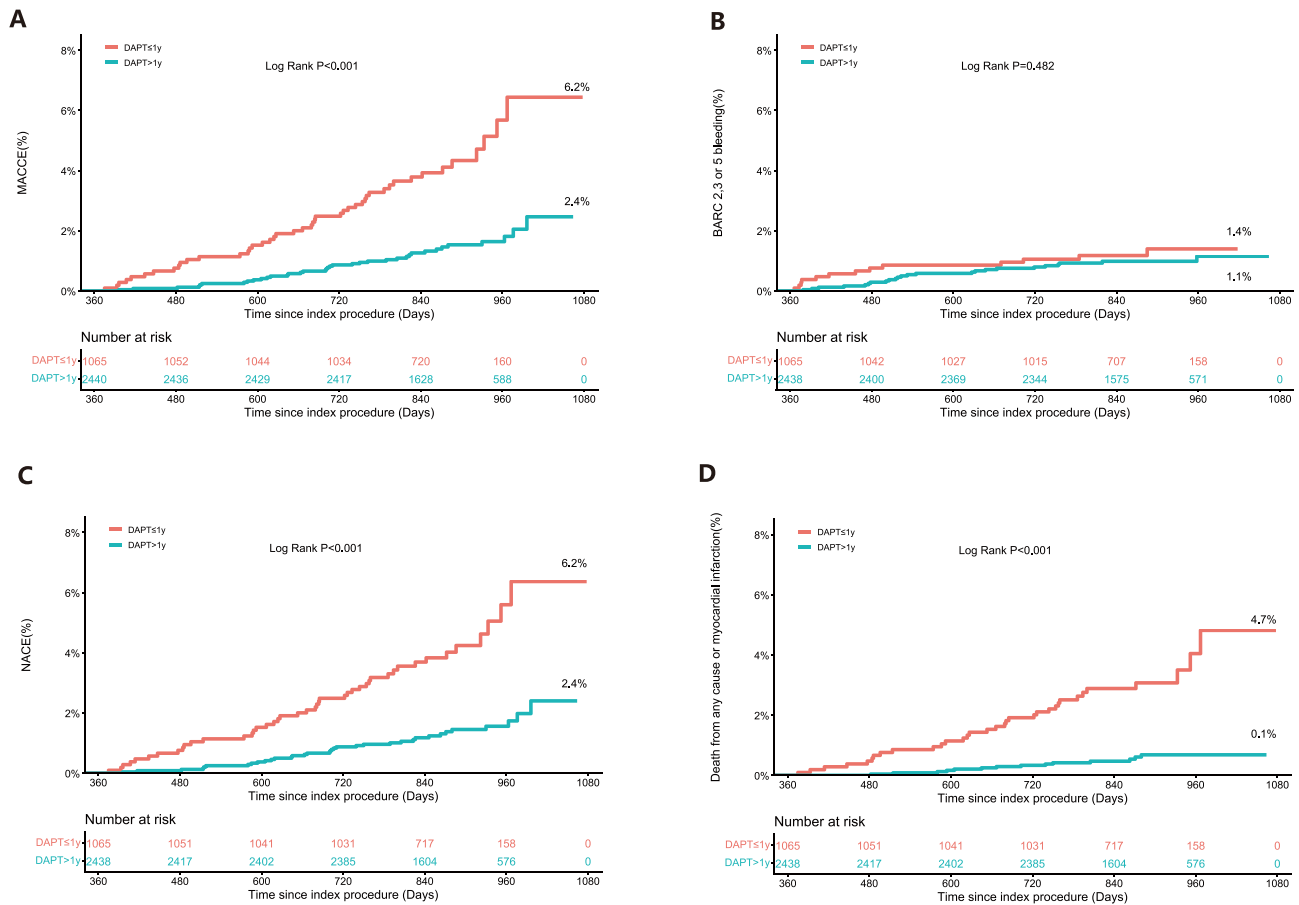 A
MACCE(%)
8%
6%
4%
2%
0%
DAPT≤1y
DAPT>1y
Log Rank P<0.001
6.2%
2.4%
360 480 600 720 840 960 1080
Time since index procedure (Days)
Number at risk
DAPT≤1y 1065 1052 1044 1034 720 160 0
DAPT>1y 2440 2436 2429 2417 1628 588 0
360 480 600 720 840 960 1080
Time since index procedure (Days)
B
BARC 2,3 or 5 bleeding(%)
8%
6%
4%
2%
0%
DAPT≤1y
DAPT>1y
Log Rank P=0.482
1.4%
1.1%
360 480 600 720 840 960 1080
Time since index procedure (Days)
Number at risk
DAPT≤1y 1065 1042 1027 1015 707 158 0
DAPT>1y 2438 2400 2369 2344 1575 571 0
360 480 600 720 840 960 1080
Time since index procedure (Days)
C
NACE(%)
8%
6%
4%
2%
0%
DAPT≤1y
DAPT>1y
Log Rank P<0.001
6.2%
2.4%
360 480 600 720 840 960 1080
Time since index procedure (Days)
Number at risk
DAPT≤1y 1065 1051 1041 1031 717 158 0
DAPT>1y 2438 2417 2402 2385 1604 576 0
360 480 600 720 840 960 1080
Time since index procedure (Days)
D
Death from any cause or myocardial infarction(%)
8%
6%
4%
2%
0%
DAPT≤1y
DAPT>1y
Log Rank P<0.001
4.7%
0.1%
360 480 600 720 840 960 1080
Time since index procedure (Days)
Number at risk
DAPT≤1y 1065 1051 1041 1031 717 158 0
DAPT>1y 2438 2417 2402 2385 1604 576 0
360 480 600 720 840 960 1080
Time since index procedure (Days)